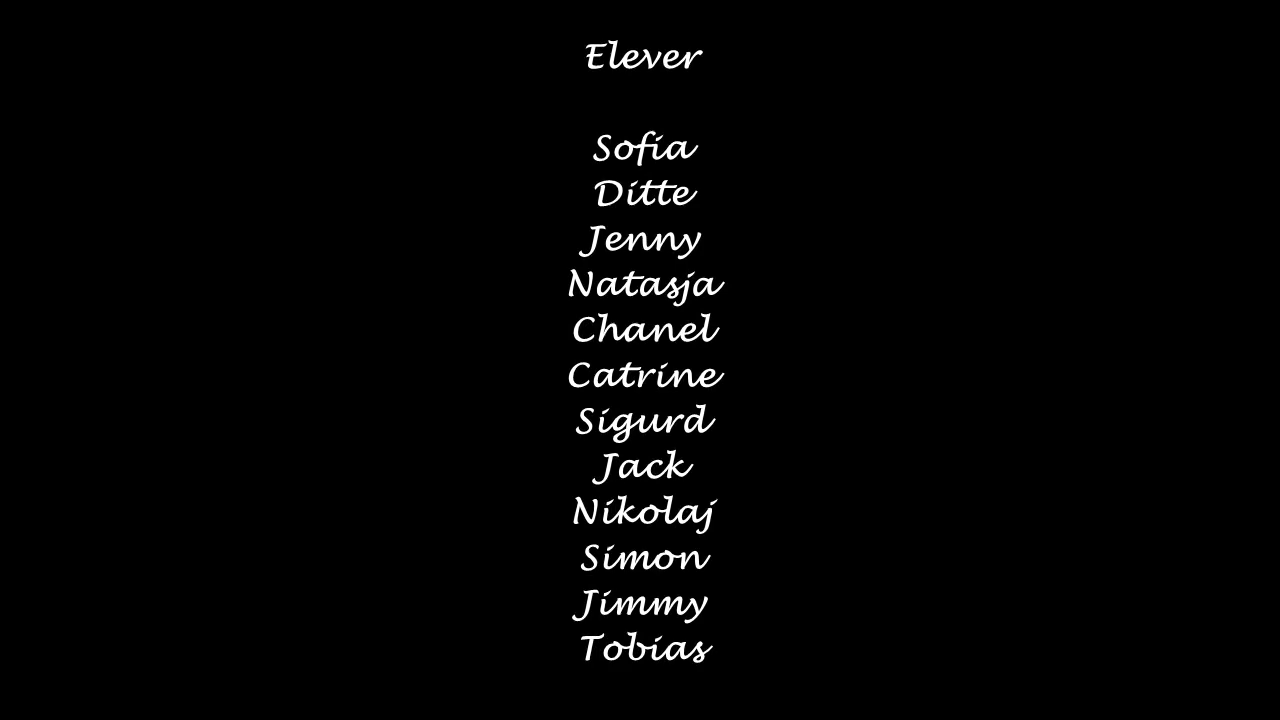 Elever
Sofia
Ditte
Jenny
Natasja
Chanel
Catrine
Sigurd
Jack
Nikolaj
Simon
Jimmy
Tobias